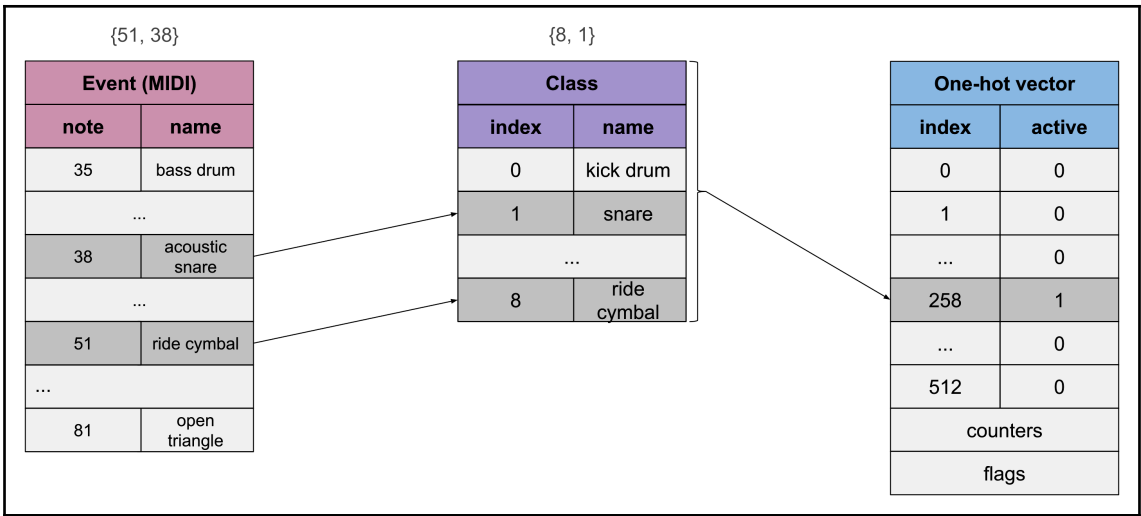 {51, 38}
{8, 1}
Event (MIDI)
note name
35 bass drum
...
38 acoustic
snare
...
51 ride cymbal
...
81 open
triangle
Class
index name
0 kick drum
1 snare
...
8 ride
cymbal
One-hot vector
index active
0 0
1 0
... 0
258 1
... 0
512 0
counters
flags